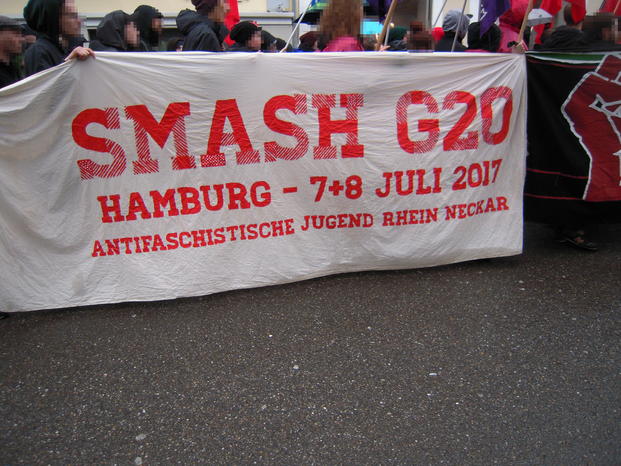 SMASH G20
HAMBURG - 7+8 JULI 2017
ANTIFASCHISTISCHE JUGEND RHEIN NECKAR